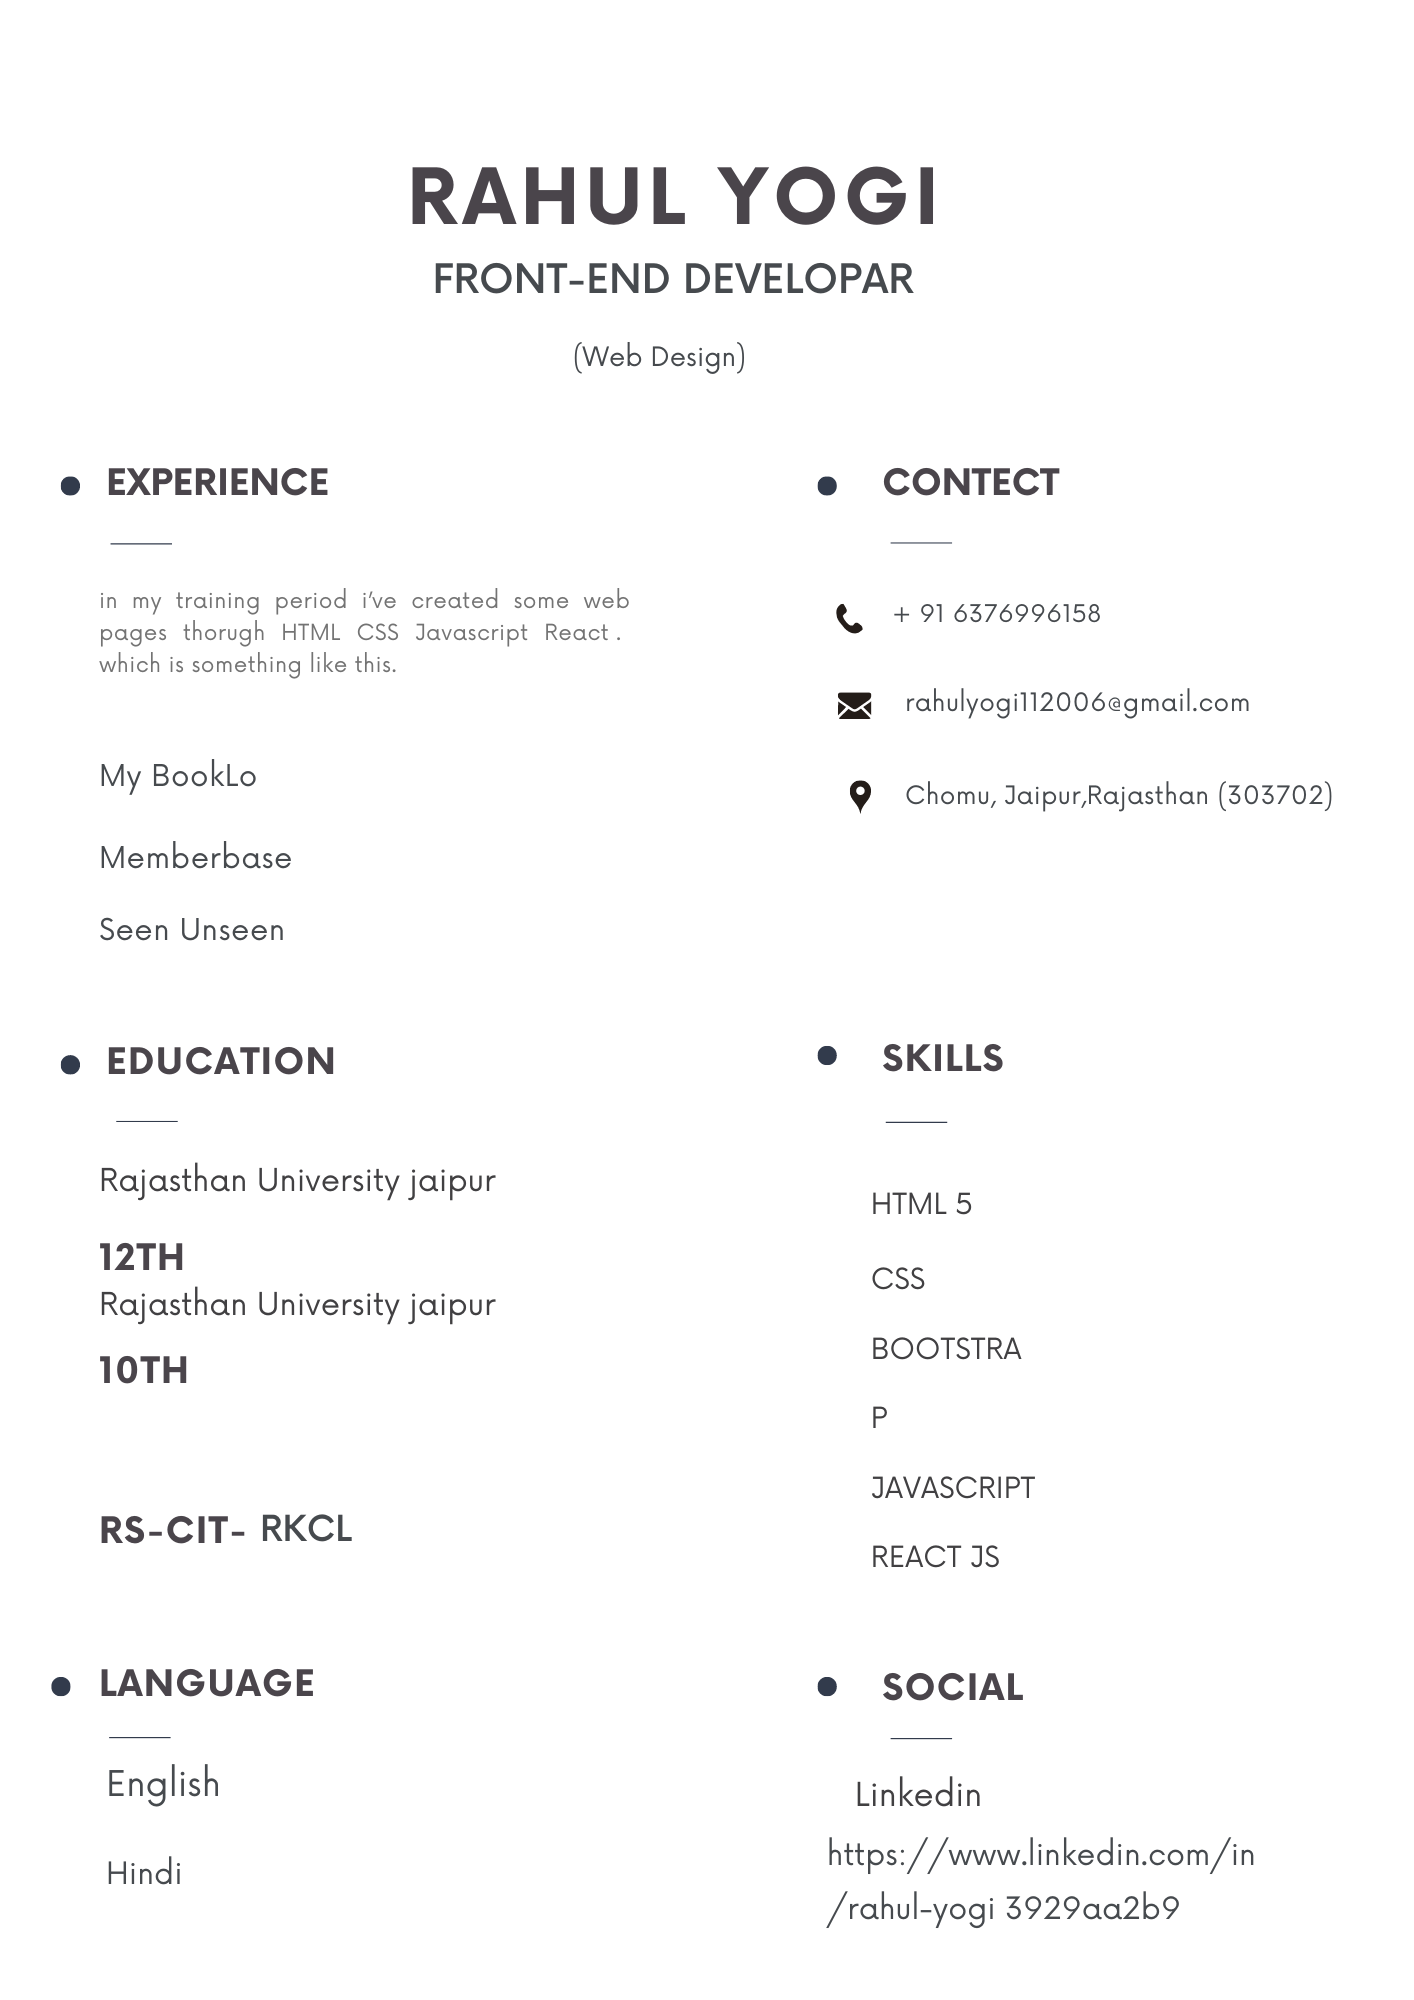 RAHUL YOGI
FRONT-END DEVELOPAR
(Web Design)
EXPERIENCE
in my training period i've created some web
pages thorugh HTML CSS Javascript React .
which is something like this.
My BookLo
Memberbase
Seen Unseen
CONTECT
+ 91 6376996158
rahulyogi112006@gmail.com
Chomu, Jaipur,Rajasthan (303702)
EDUCATION
Rajasthan University jaipur
12TH
Rajasthan University jaipur
10TH
RS-CIT- RKCL
SKILLS
HTML 5
CSS
BOOTSTRA
P
JAVASCRIPT
REACT JS
LANGUAGE
English
Hindi
SOCIAL
Linkedin
https://www.linkedin.com/in
/rahul-yogi 3929aa2b9